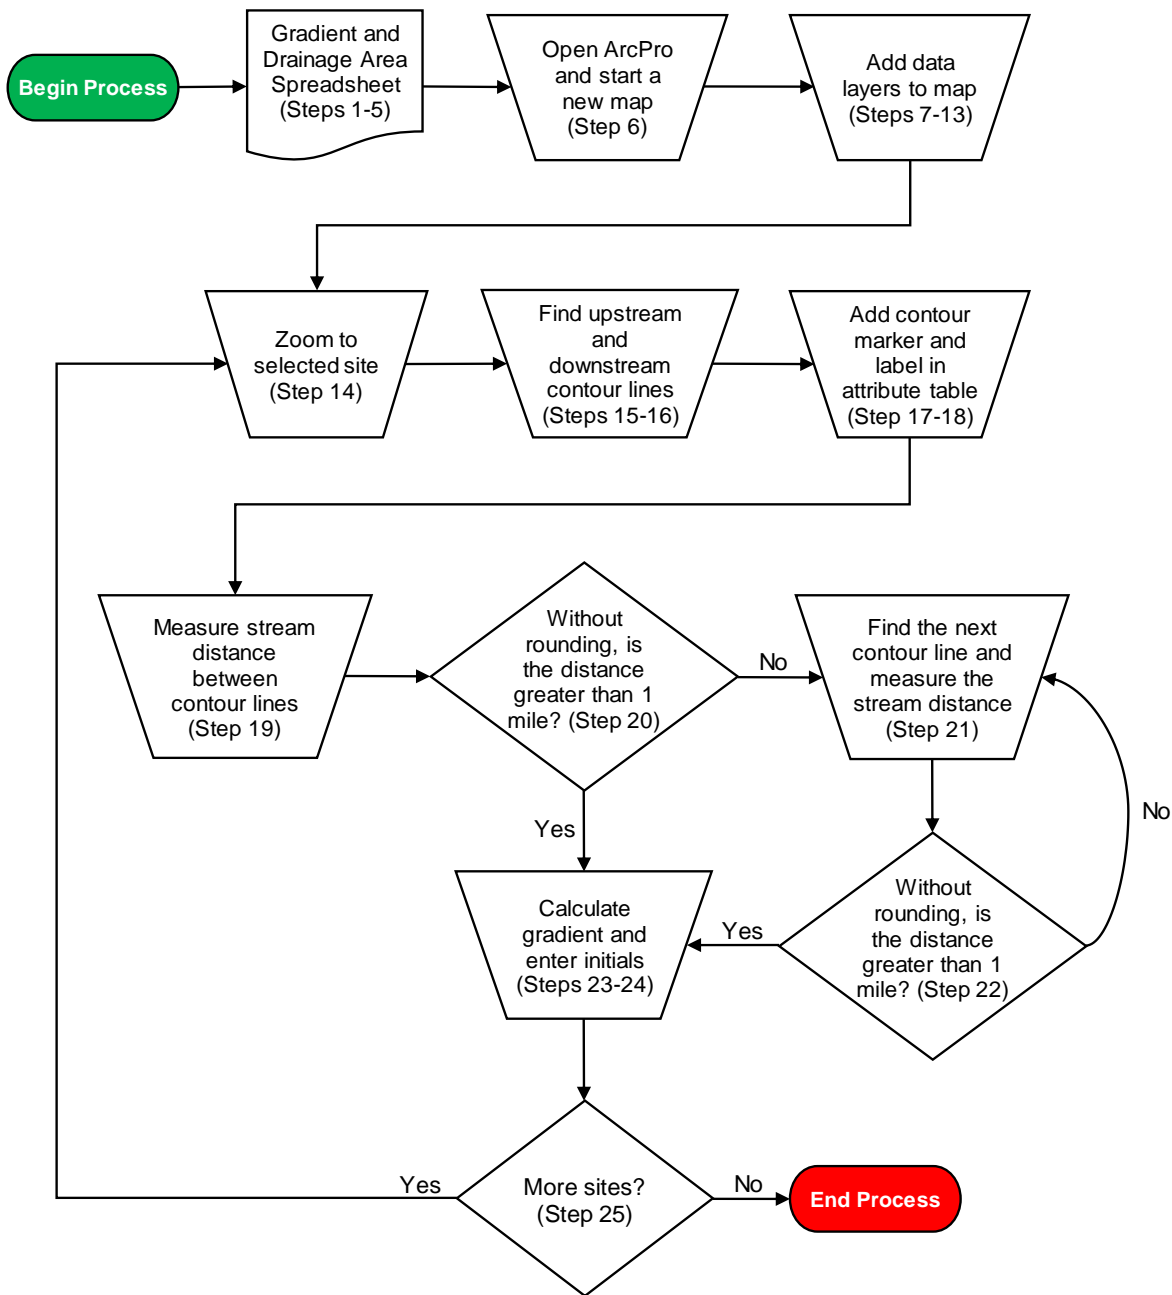 Begin Process
Gradient and
Drainage Area
Spreadsheet
(Steps 1-5)
Open ArcPro
and start a
new map
(Step 6)
Add data
layers to map
(Steps 7-13)
Zoom to
selected site
(Step 14)
Find upstream
and
downstream
contour lines
(Steps 15-16)
Add contour
marker and
label in
attribute table
(Step 17-18)
Measure stream
distance
between
contour lines
(Step 19)
Without
rounding, is
the distance
greater than 1
mile? (Step 20)
No
Find the next
contour line and
measure the
stream distance
(Step 21)
No
Yes
Without
rounding, is
the distance
greater than 1
mile? (Step 22)
Yes
Calculate
gradient and
enter initials
(Steps 23-24)
More sites?
(Step 25)
Yes
No
End Process